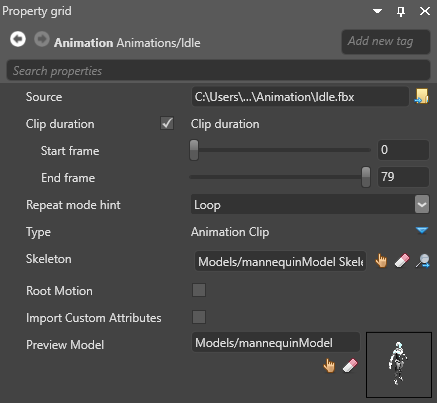 Property grid
Animation Animations/Idle
Add new tag
Search properties
Source C:\Users\...\Animation\Idle.fbx
Clip duration Clip duration
Start frame 0
End frame 79
Repeat mode hint Loop
Type Animation Clip
Skeleton Models/mannequinModel Skele
Root Motion
Import Custom Attributes
Preview Model Models/mannequinModel